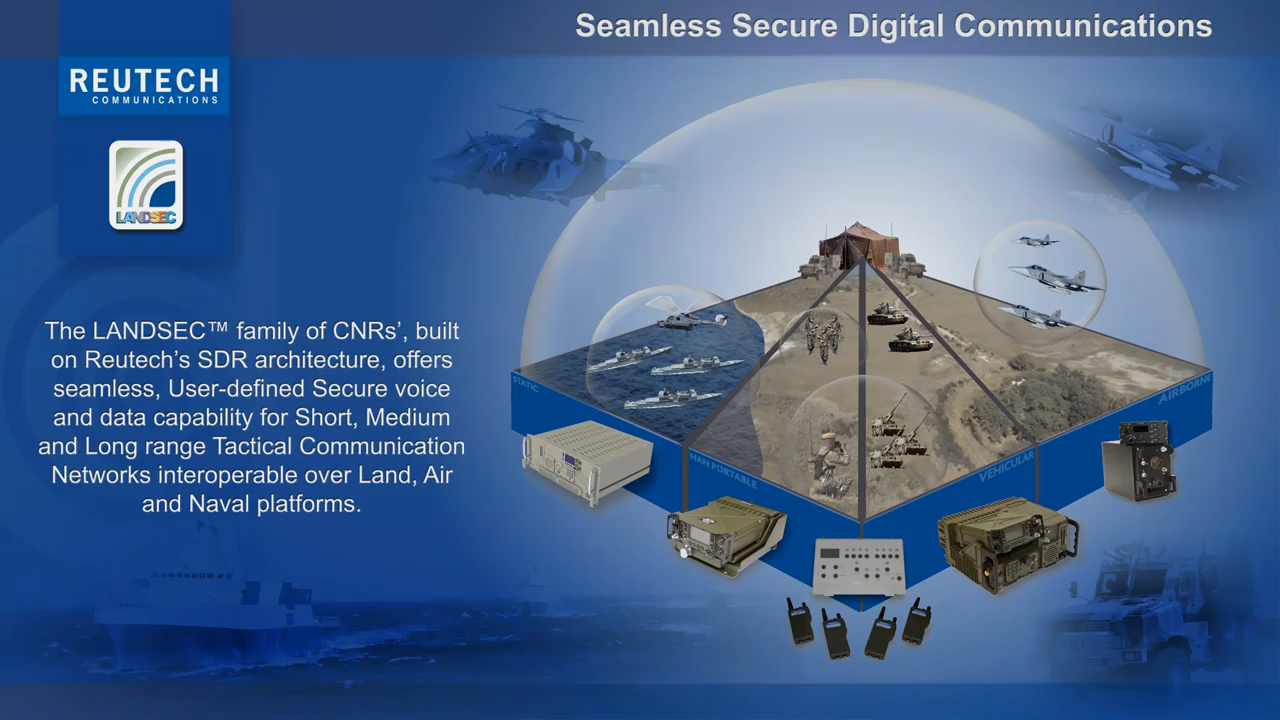 Seamless Secure Digital Communications
REUTECH
COMMUNICATIONS
LANDSEC
The LANDSEC™ family of CNRs’, built
on Reutech’s SDR architecture, offers
seamless, User-defined Secure voice
and data capability for Short, Medium
and Long range Tactical Communication
Networks interoperable over Land, Air
and Naval platforms.
STATIC
MAN PORTABLE
VEHICULAR
AIRBORNE